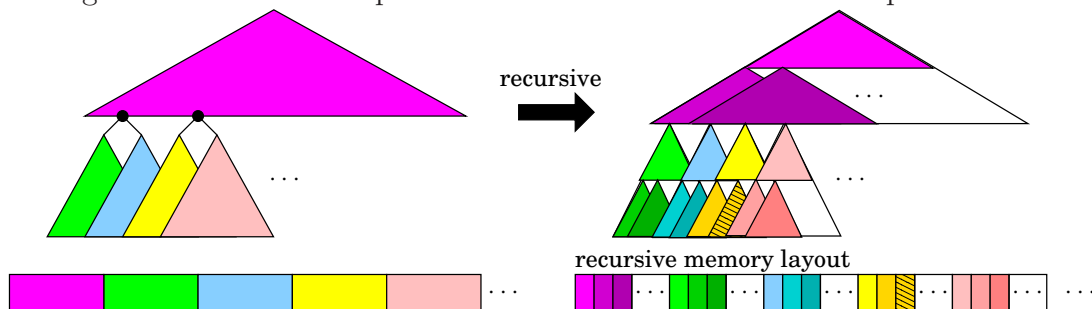 recursive
. . .
. . .
. . .
recursive memory layout
. . .
. . . . . . . . . . . . . . . . . .